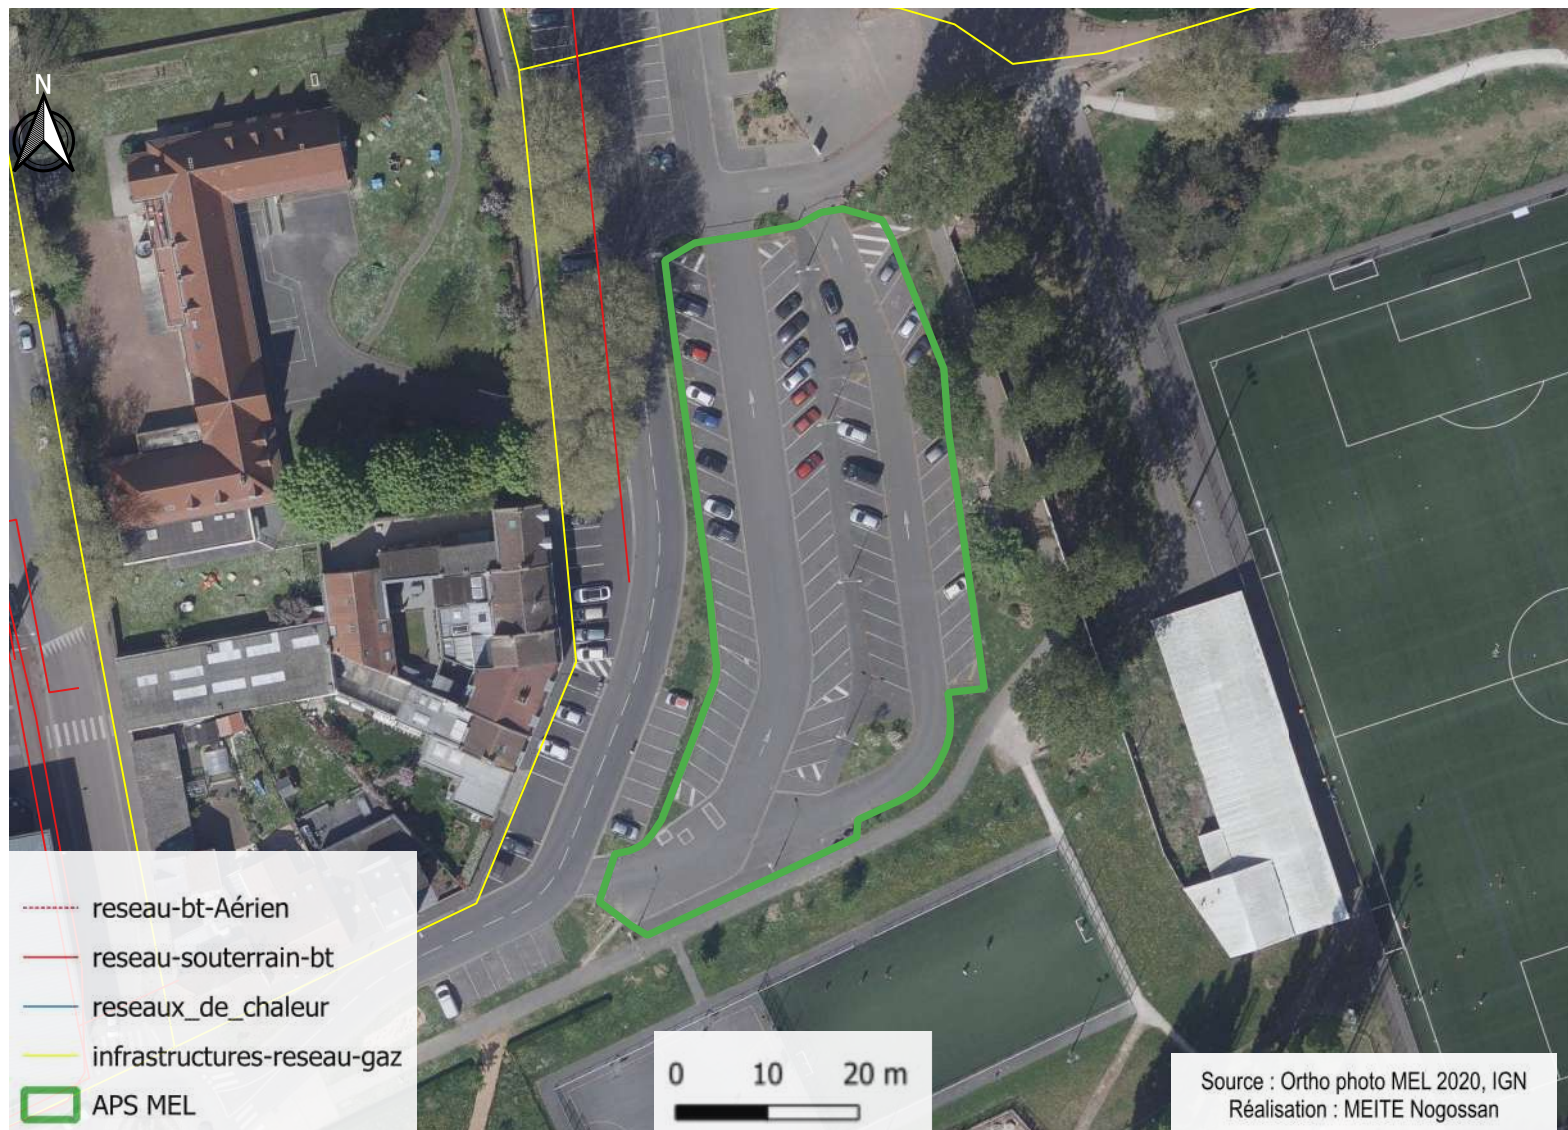 N
reseau-bt-Aérien
reseau-souterrain-bt
reseaux_de_chaleur
infrastructures-reseau-gaz
APS MEL
0 10 20 m
Source : Ortho photo MEL 2020, IGN
Réalisation : MEITE Nogossan